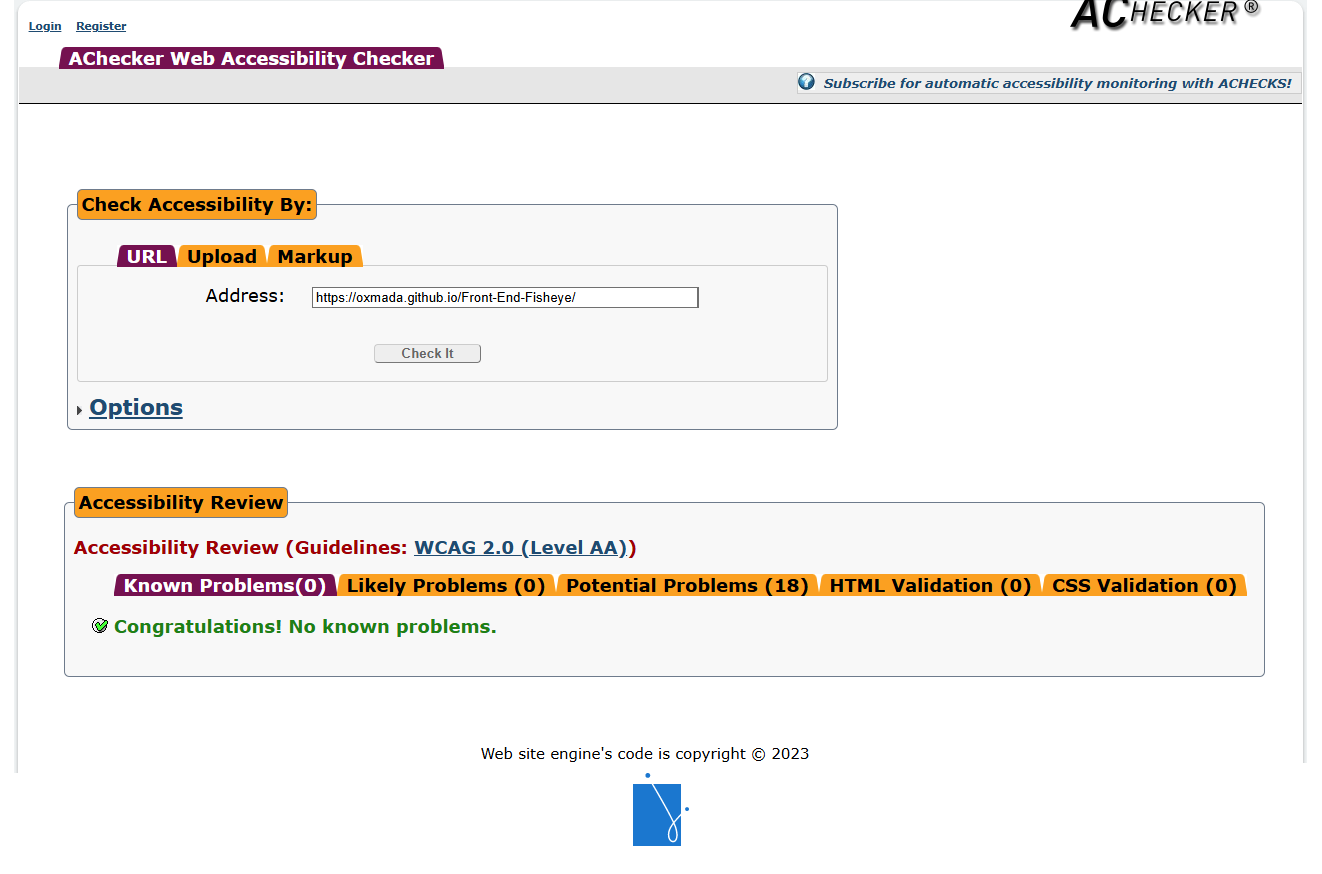 ACHECKER®
Login Register
AChecker Web Accessibility Checker
Subscribe for automatic accessibility monitoring with ACHECKS!
Check Accessibility By:
URL Upload Markup
Address: https://oxmada.github.io/Front-End-Fisheye/
Check It
Options
Accessibility Review
Accessibility Review (Guidelines: WCAG 2.0 (Level AA))
Known Problems(0) Likely Problems (0) Potential Problems (18) HTML Validation (0) CSS Validation (0)
Congratulations! No known problems.
Web site engine's code is copyright © 2023